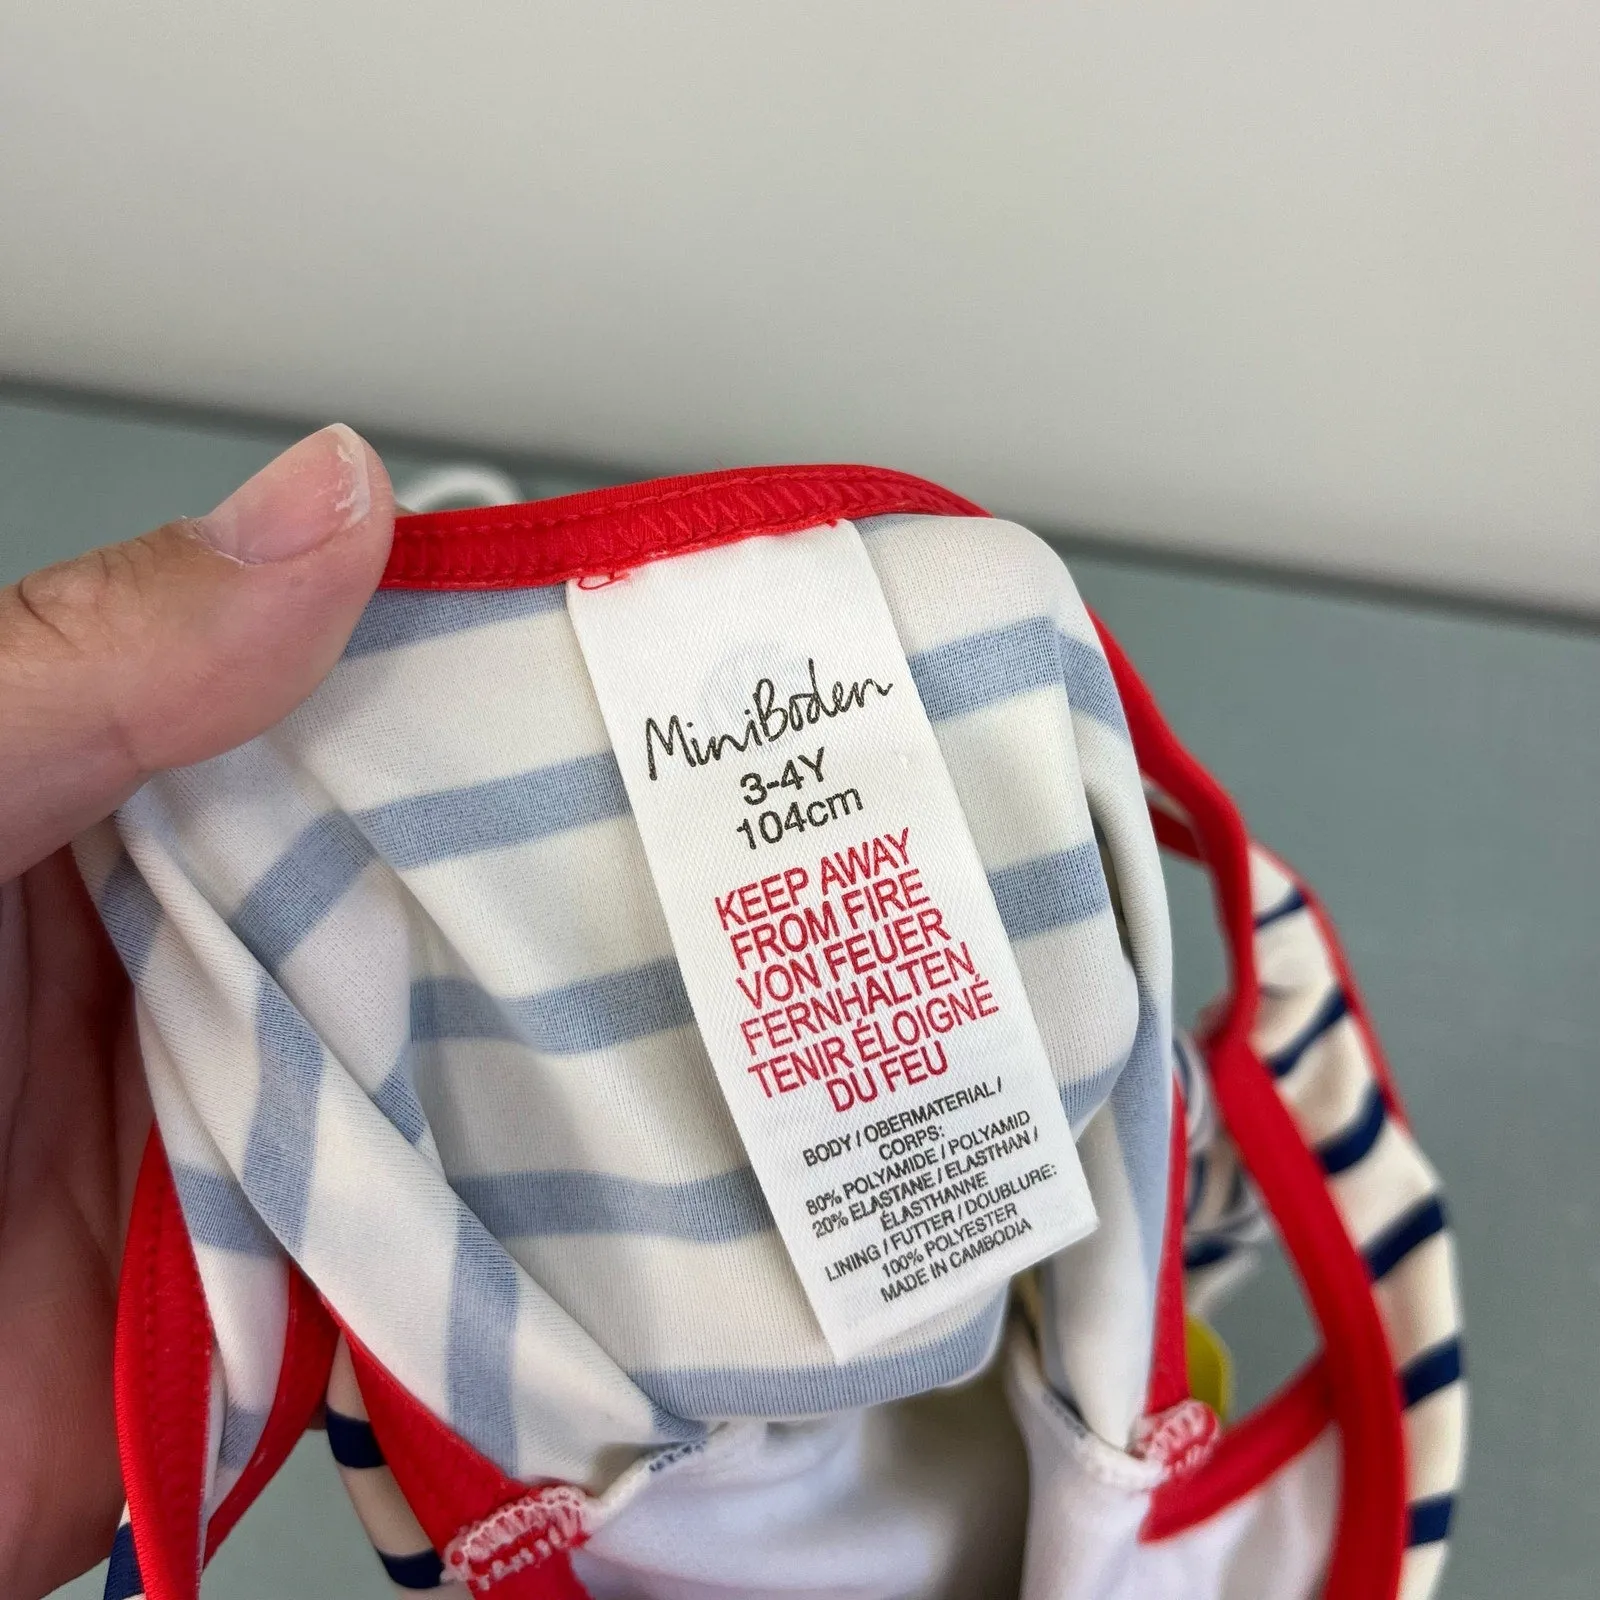 MiniBoden
3-4Y
104cm
KEEP AWAY
FROM FIRE
VON FEUER
FERNHALTEN
TENIR ÉLOIGNÉ
DU FEU
BODY / OBERMATERIAL /
CORPS:
80% POLYAMIDE / POLYAMID
20% ELASTANE / ELASTHAN /
ÉLASTHANNE
LINING / FUTTER / DOUBLURE:
100% POLYESTER
MADE IN CAMBODIA